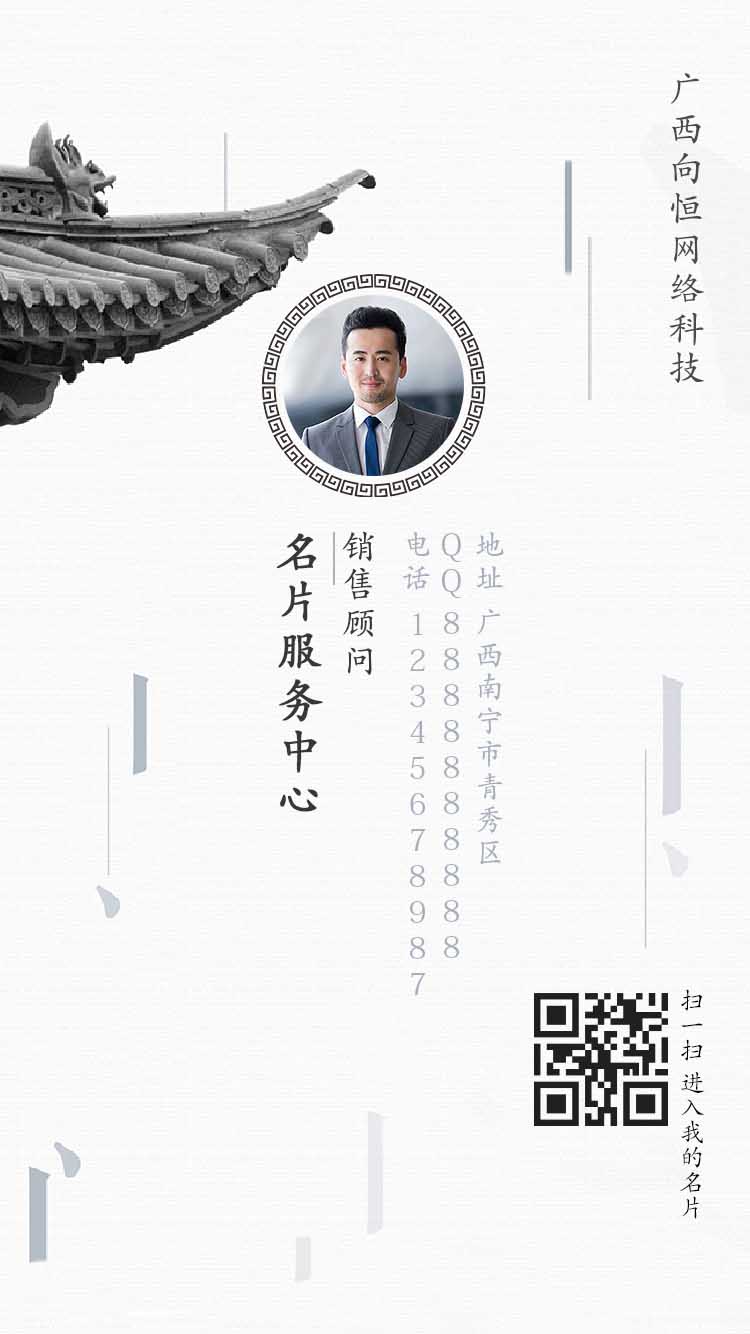 广西向恒网络科技
地址 广西南宁市青秀区
QQ 8888888888
电话 12345678987
销售顾问
名片服务中心
扫一扫 进入我的名片